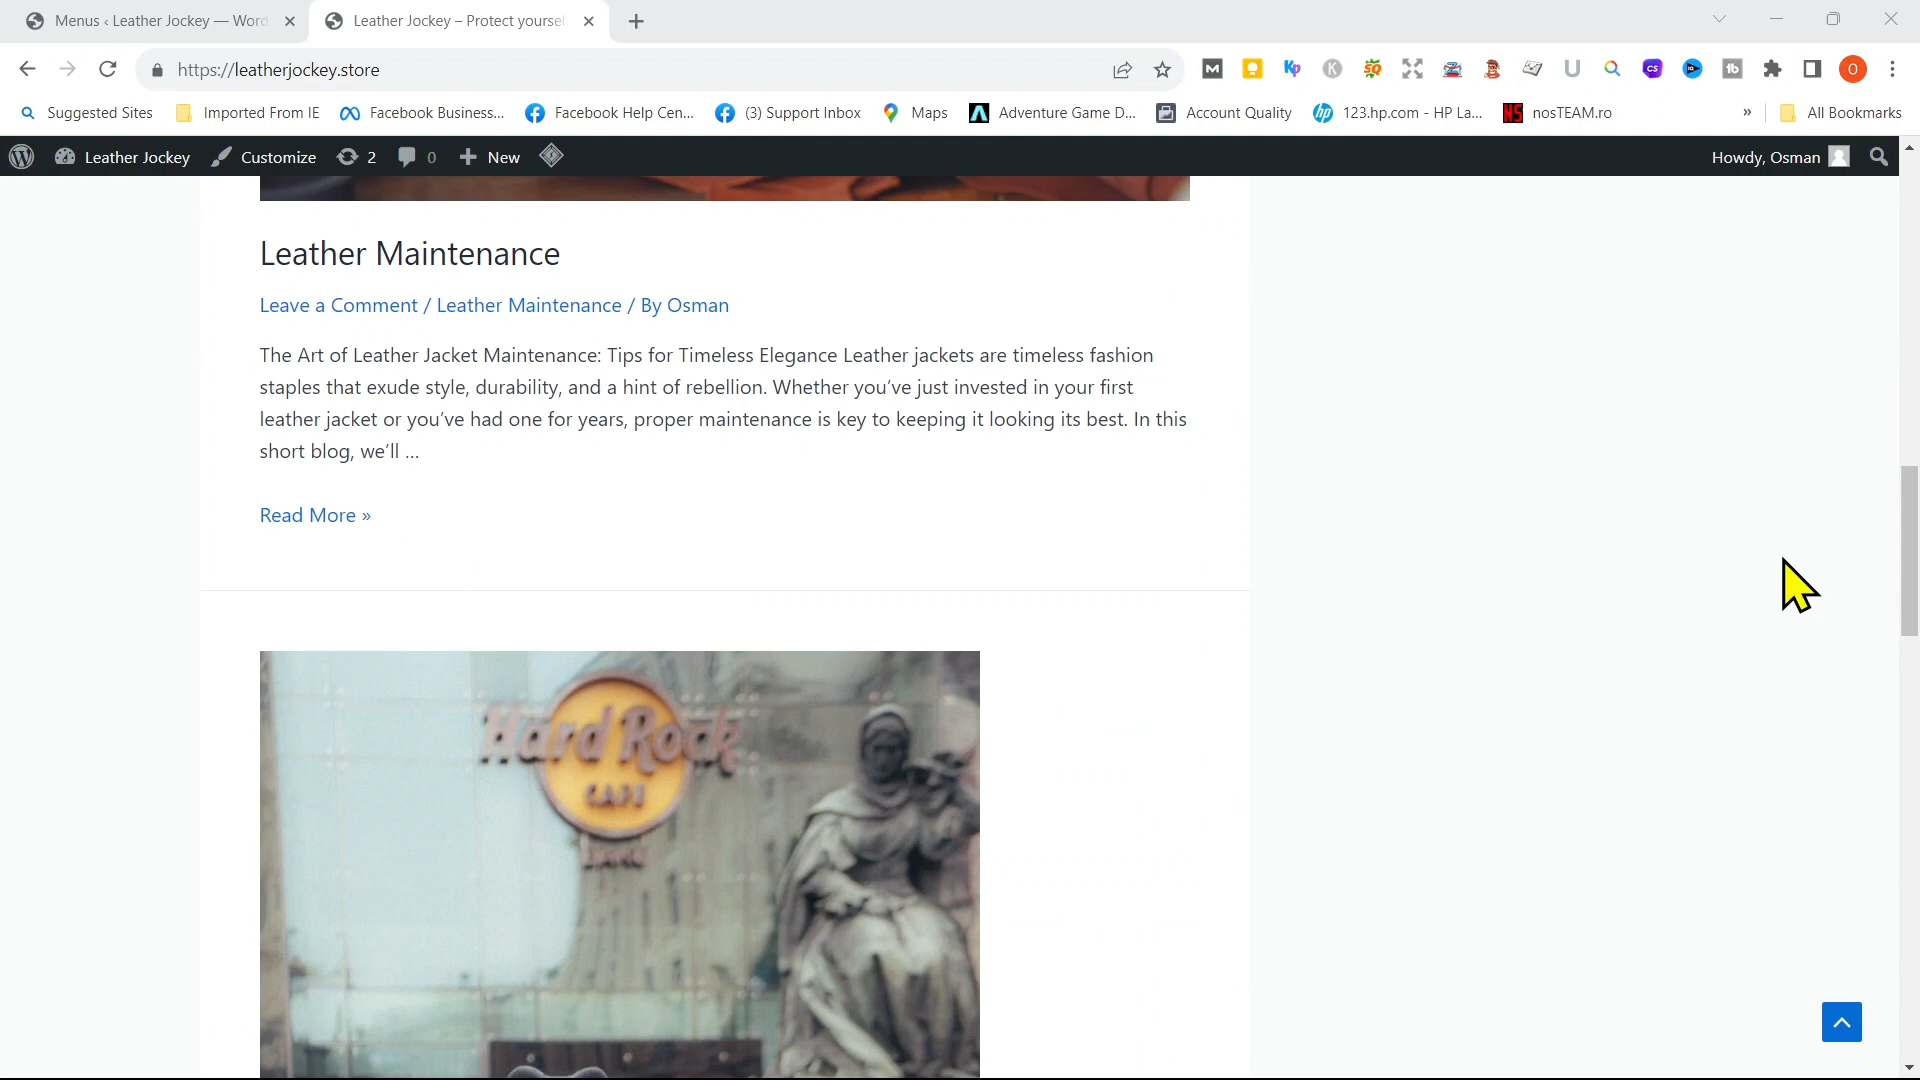 Menus ‹ Leather Jockey — Word
Leather Jockey – Protect yoursel
https://leatherjockey.store
Suggested Sites
Imported From IE
Facebook Business...
Facebook Help Cen...
(3) Support Inbox
Maps
Adventure Game D...
Account Quality
123.hp.com - HP La...
nosTEAM.ro
»
All Bookmarks
Leather Jockey
Customize
2
0
New
Howdy, Osman
Leather Maintenance
Leave a Comment / Leather Maintenance / By Osman
The Art of Leather Jacket Maintenance: Tips for Timeless Elegance Leather jackets are timeless fashion
staples that exude style, durability, and a hint of rebellion. Whether you've just invested in your first
leather jacket or you've had one for years, proper maintenance is key to keeping it looking its best. In this
short blog, we'll ...
Read More »
Hard Rock
CAFE